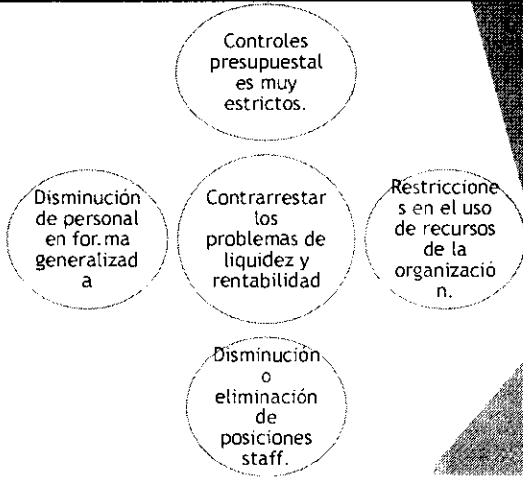 Controles
presupuestal
es muy
estrictos.
Disminución
de personal
en for.ma
generalizad
a
Contrarrestar
los
problemas de
liquidez y
rentabilidad
Restriccione
s en el uso
de recursos
de la
organizació
n.
Disminución
o
eliminación
de
posiciones
staff.